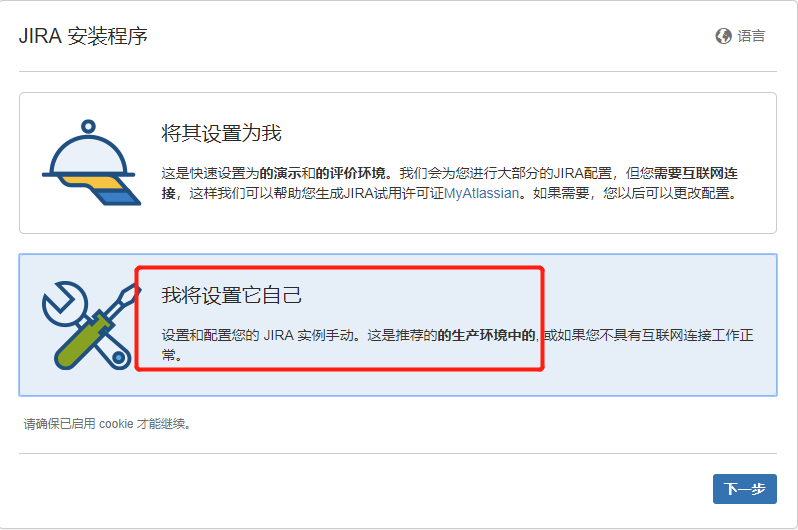 JIRA 安装程序
语言
将其设置为我
这是快速设置为的演示和的评价环境。我们会为您进行大部分的JIRA配置，但您需要互联网连
接，这样我们可以帮助您生成JIRA试用许可证MyAtlassian。如果需要，您以后可以更改配置。
我将设置它自己
设置和配置您的 JIRA 实例手动。这是推荐的的生产环境中的, 或如果您不具有互联网连接工作正
常。
请确保已启用 cookie 才能继续。
下一步